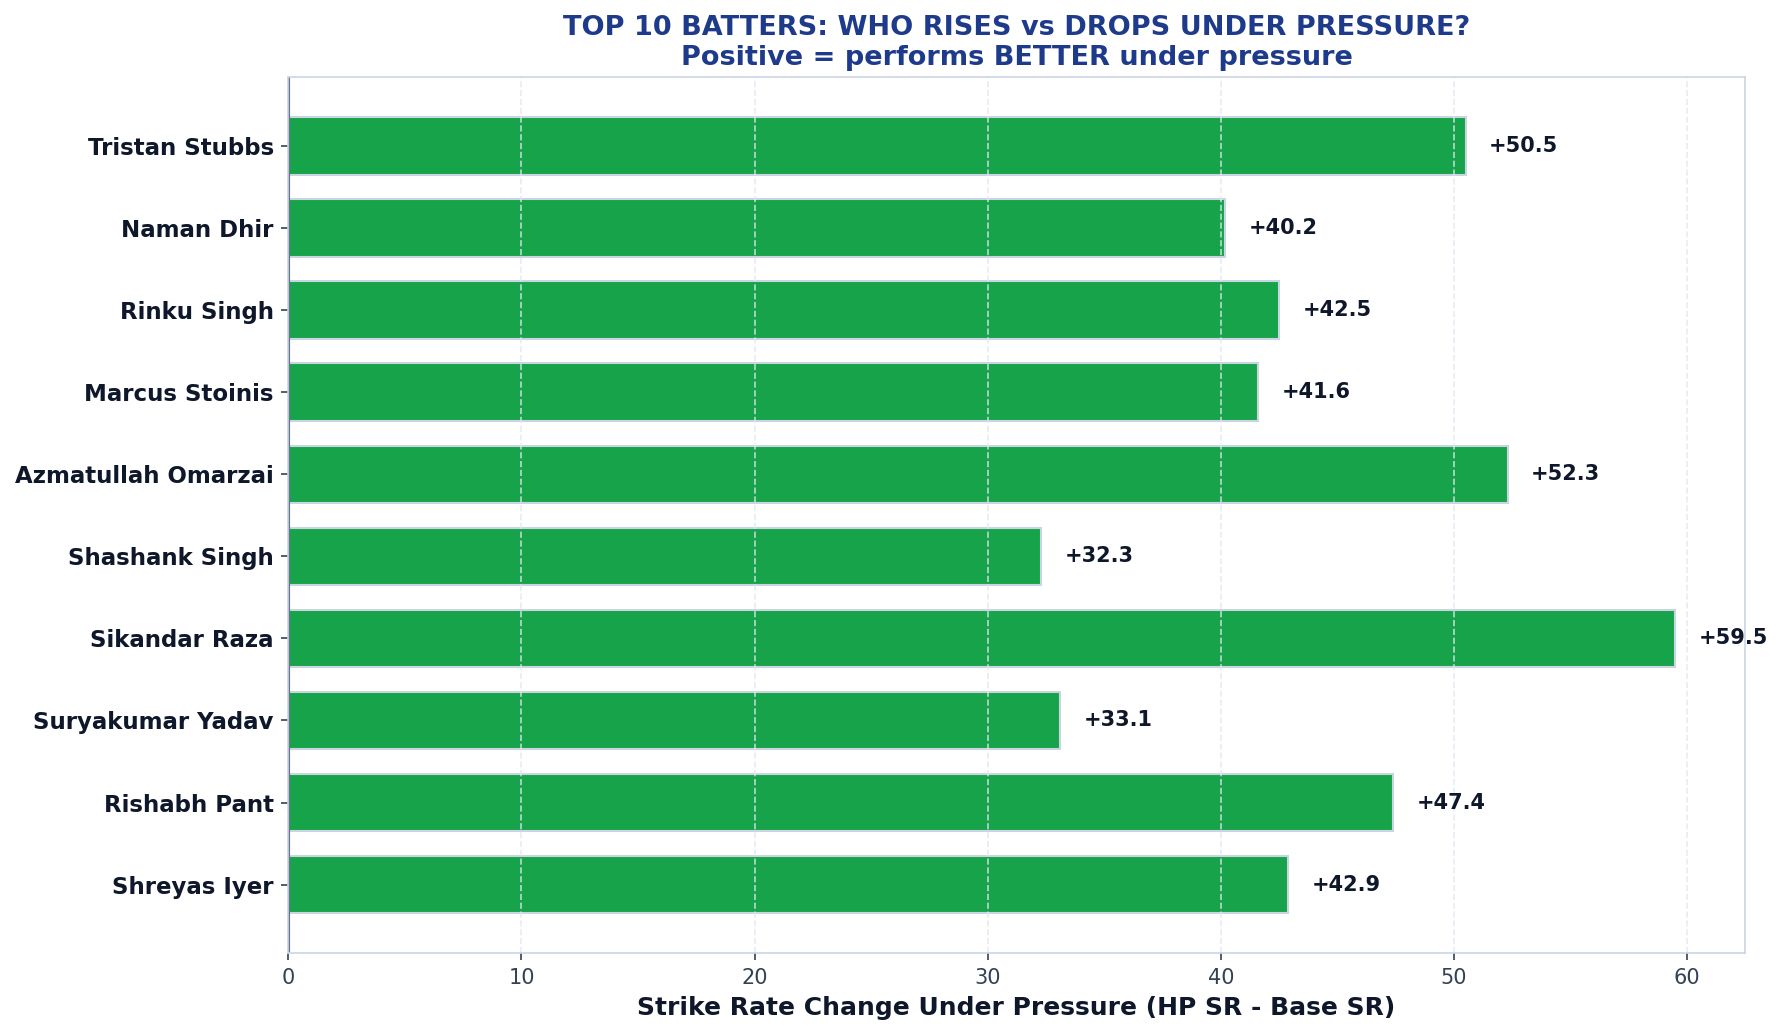 TOP 10 BATTERS: WHO RISES vs DROPS UNDER PRESSURE?
Positive = performs BETTER under pressure
Tristan Stubbs +50.5
Naman Dhir +40.2
Rinku Singh +42.5
Marcus Stoinis +41.6
Azmatullah Omarzai +52.3
Shashank Singh +32.3
Sikandar Raza +59.5
Suryakumar Yadav +33.1
Rishabh Pant +47.4
Shreyas Iyer +42.9
0 10 20 30 40 50 60
Strike Rate Change Under Pressure (HP SR - Base SR)